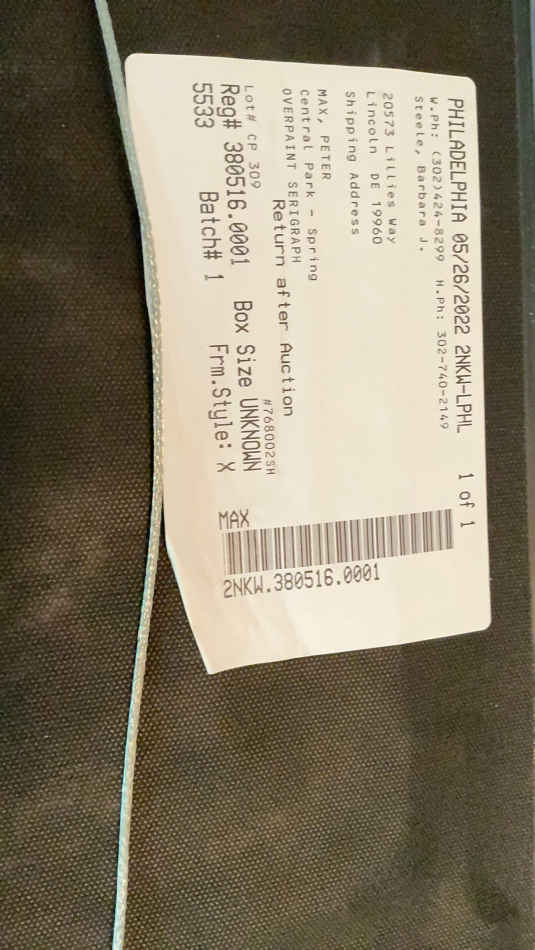 PHILADELPHIA 05/26/2022 2NKW-LPHL 1 of 1
W.Ph: (302)424-8299 H.Ph: 302-740-2149
Steele, Barbara J.
20573 Lillies Way
Lincoln DE 19960
Shipping Address
MAX, PETER
Central Park - Spring
OVERPAINT SERIGRAPH
Return after Auction
#768002SH
Lot# CP 309
Reg# 380516.0001 Box Size UNKNOWN
5533 Batch# 1 Frm.Style: X
MAX
2NKW.380516.0001